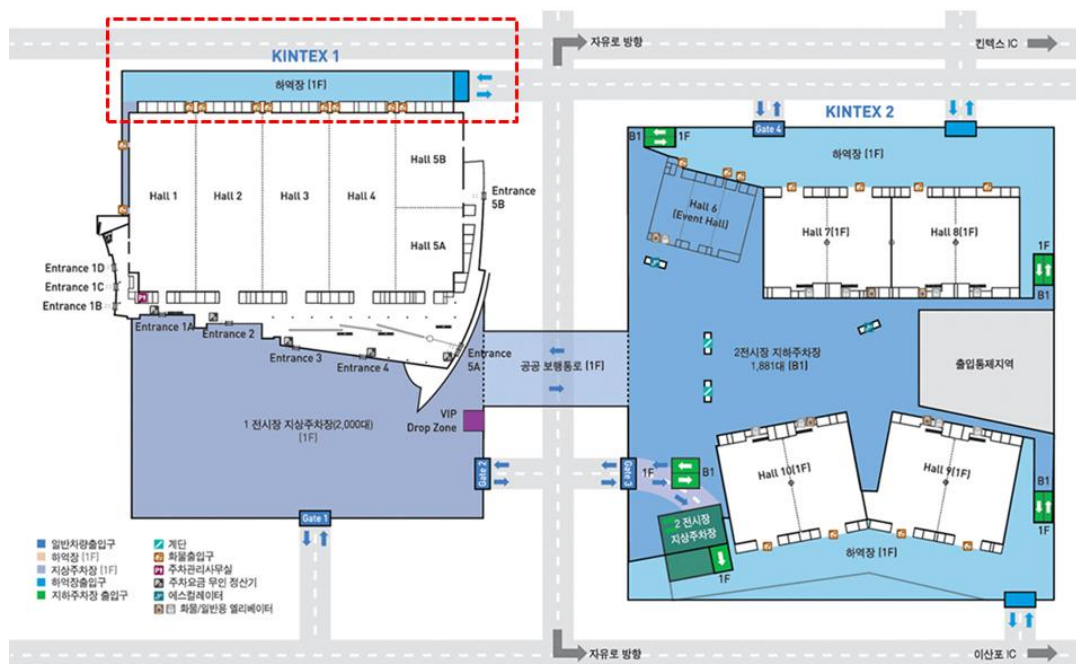 자유로 방향
킨텍스 IC
KINTEX 1
하역장 (1F)
KINTEX 2
B1
1F
Gate 4
하역장 (1F)
Hall 1
Hall 2
Hall 3
Hall 4
Hall 5B
Hall 5A
Entrance
5B
Hall 6
(Event Hall)
Hall 7(1F)
Hall 8(1F)
1F
B1
Entrance 1D
Entrance 1C
Entrance 1B
Entrance 1A
Entrance 2
Entrance 3
Entrance 4
Entrance
5A
공공 보행통로 (1F)
2전시장 지하주차장
1,881대 (B1)
출입통제지역
1 전시장 지상주차장(2,000대)
(1F)
VIP
Drop Zone
Gate 2
Gate 3
1F
B1
Hall 10(1F)
Hall 9(1F)
B1
1F
2 전시장
지상주차장
1F
하역장 (1F)
Gate 1
일반차량출입구
하역장 (1F)
지상주차장 (1F)
하역장출입구
지하주차장 출입구
계단
화물출입구
주차관리사무실
주차요금 무인 정산기
에스컬레이터
화물/일반용 엘리베이터
자유로 방향
이산포 IC